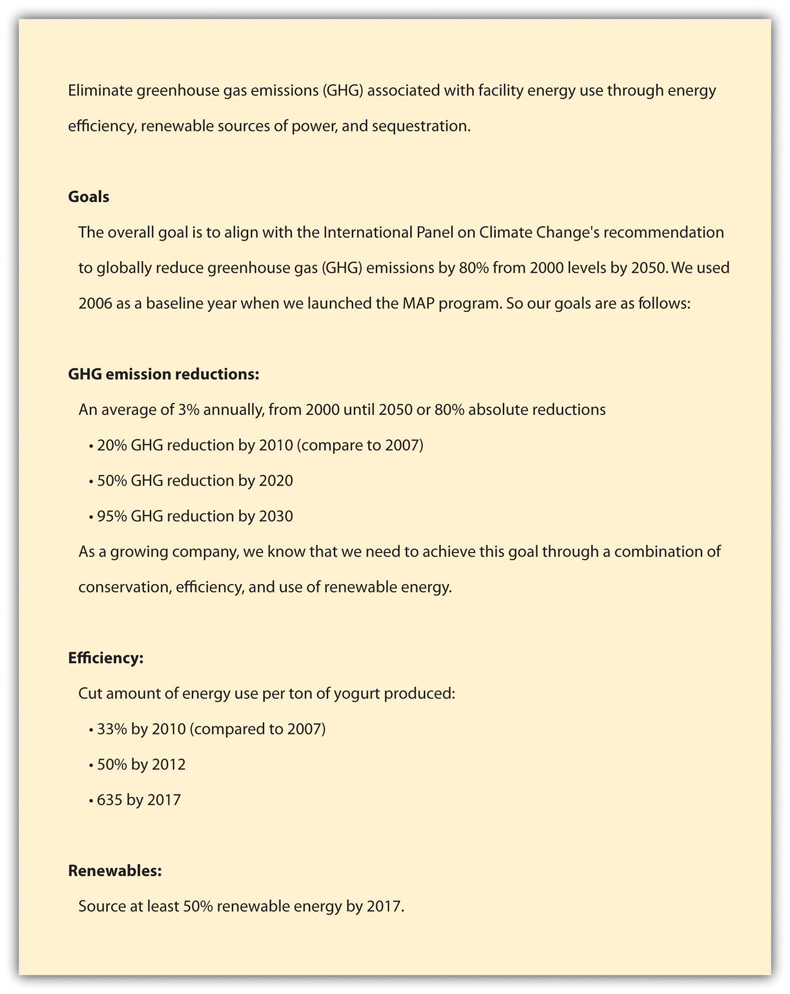 Eliminate greenhouse gas emissions (GHG) associated with facility energy use through energy
efficiency, renewable sources of power, and sequestration.
Goals
The overall goal is to align with the International Panel on Climate Change's recommendation
to globally reduce greenhouse gas (GHG) emissions by 80% from 2000 levels by 2050. We used
2006 as a baseline year when we launched the MAP program. So our goals are as follows:
GHG emission reductions:
An average of 3% annually, from 2000 until 2050 or 80% absolute reductions
• 20% GHG reduction by 2010 (compare to 2007)
• 50% GHG reduction by 2020
• 95% GHG reduction by 2030
As a growing company, we know that we need to achieve this goal through a combination of
conservation, efficiency, and use of renewable energy.
Efficiency:
Cut amount of energy use per ton of yogurt produced:
• 33% by 2010 (compared to 2007)
• 50% by 2012
• 635 by 2017
Renewables:
Source at least 50% renewable energy by 2017.